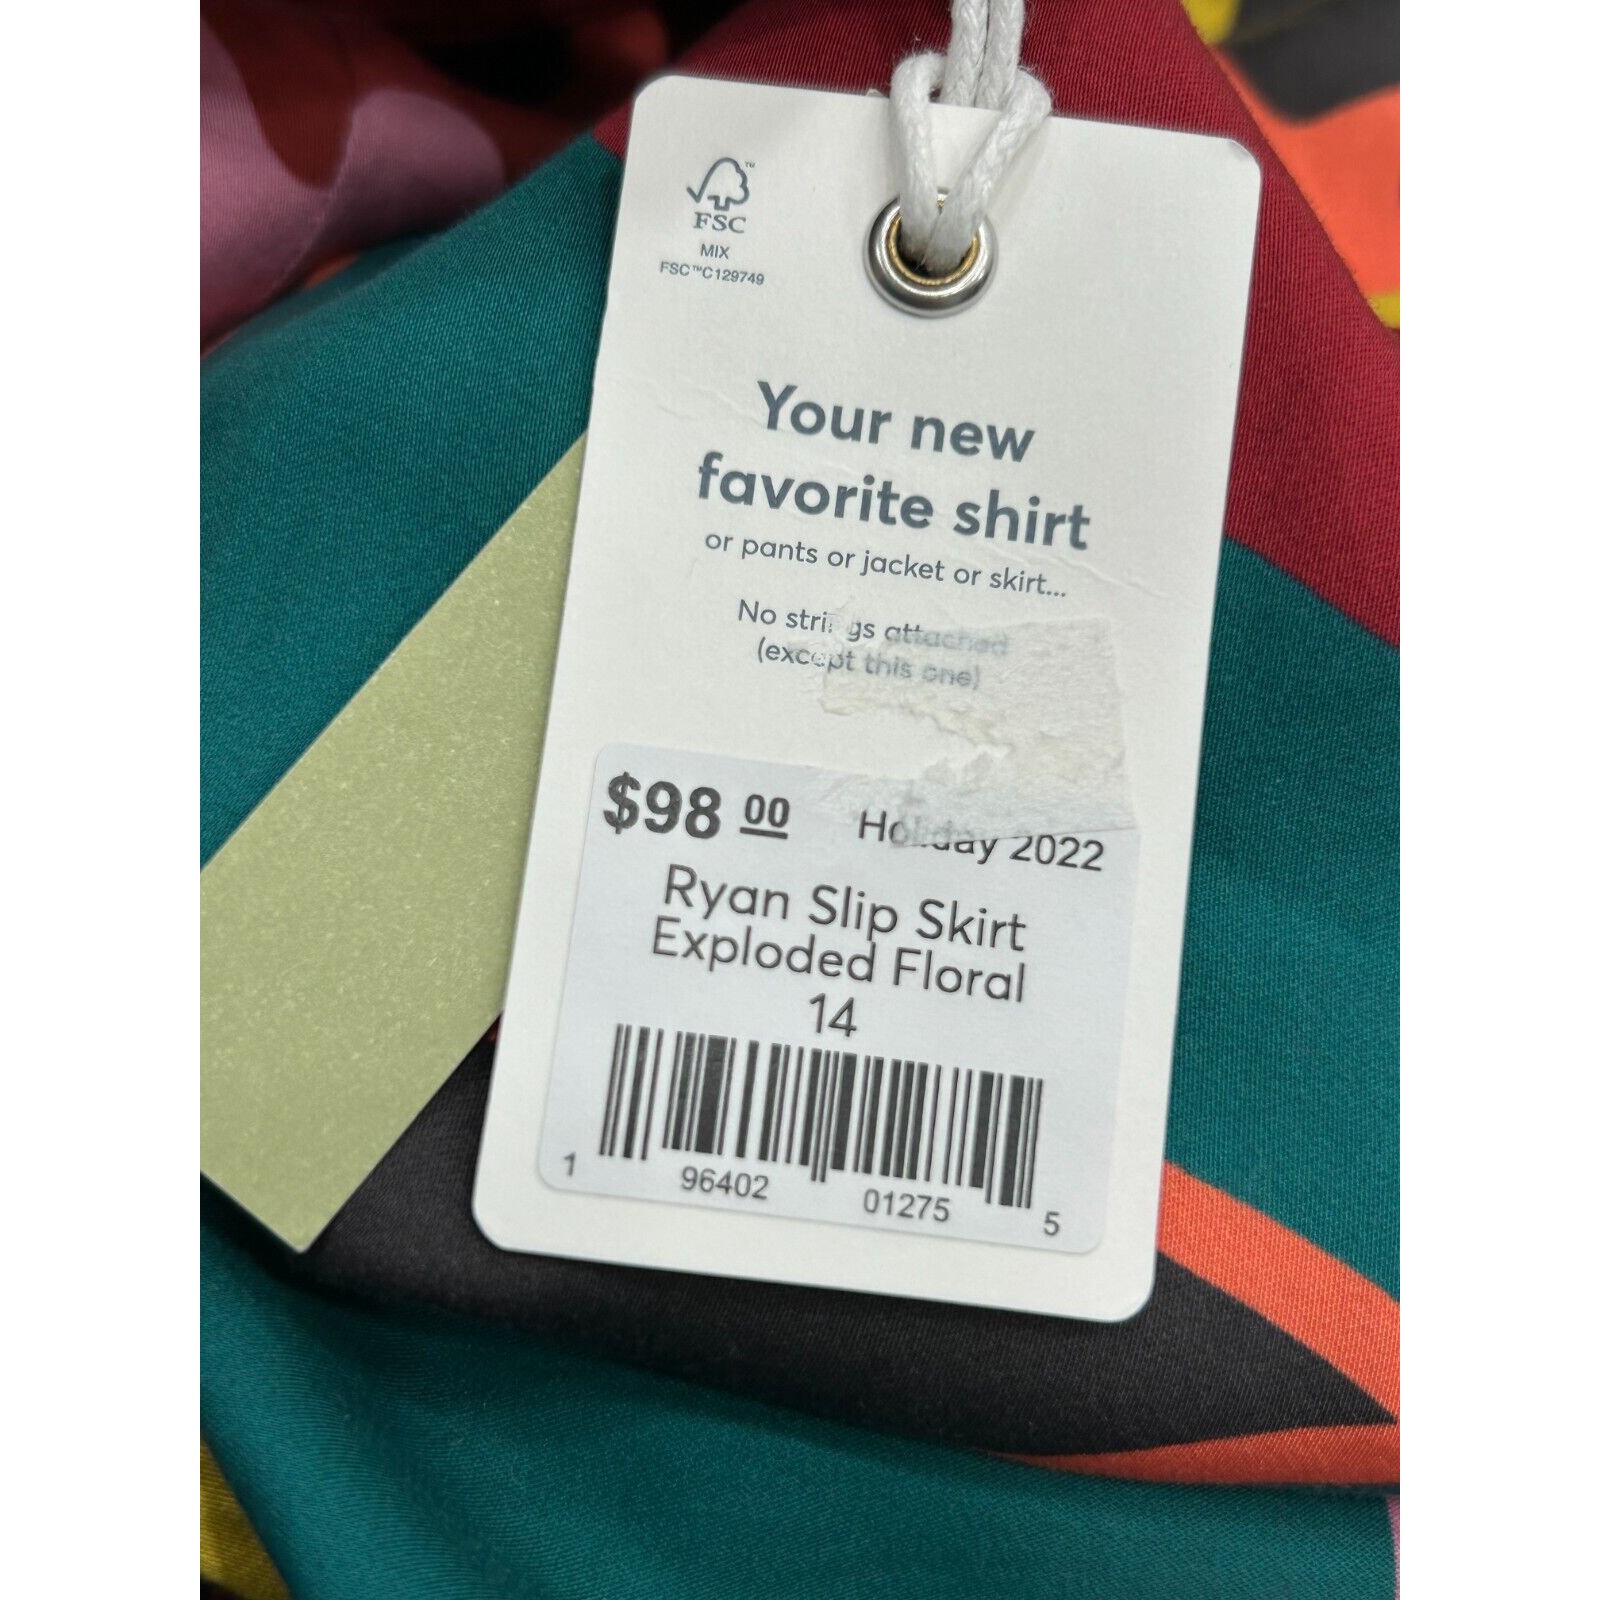 FSC™
MIX
FSC™C129749
Your new
favorite shirt
or pants or jacket or skirt...
No strings attached
(except this one)
$98 00 Holiday 2022
Ryan Slip Skirt
Exploded Floral
14
1 96402 01275 5